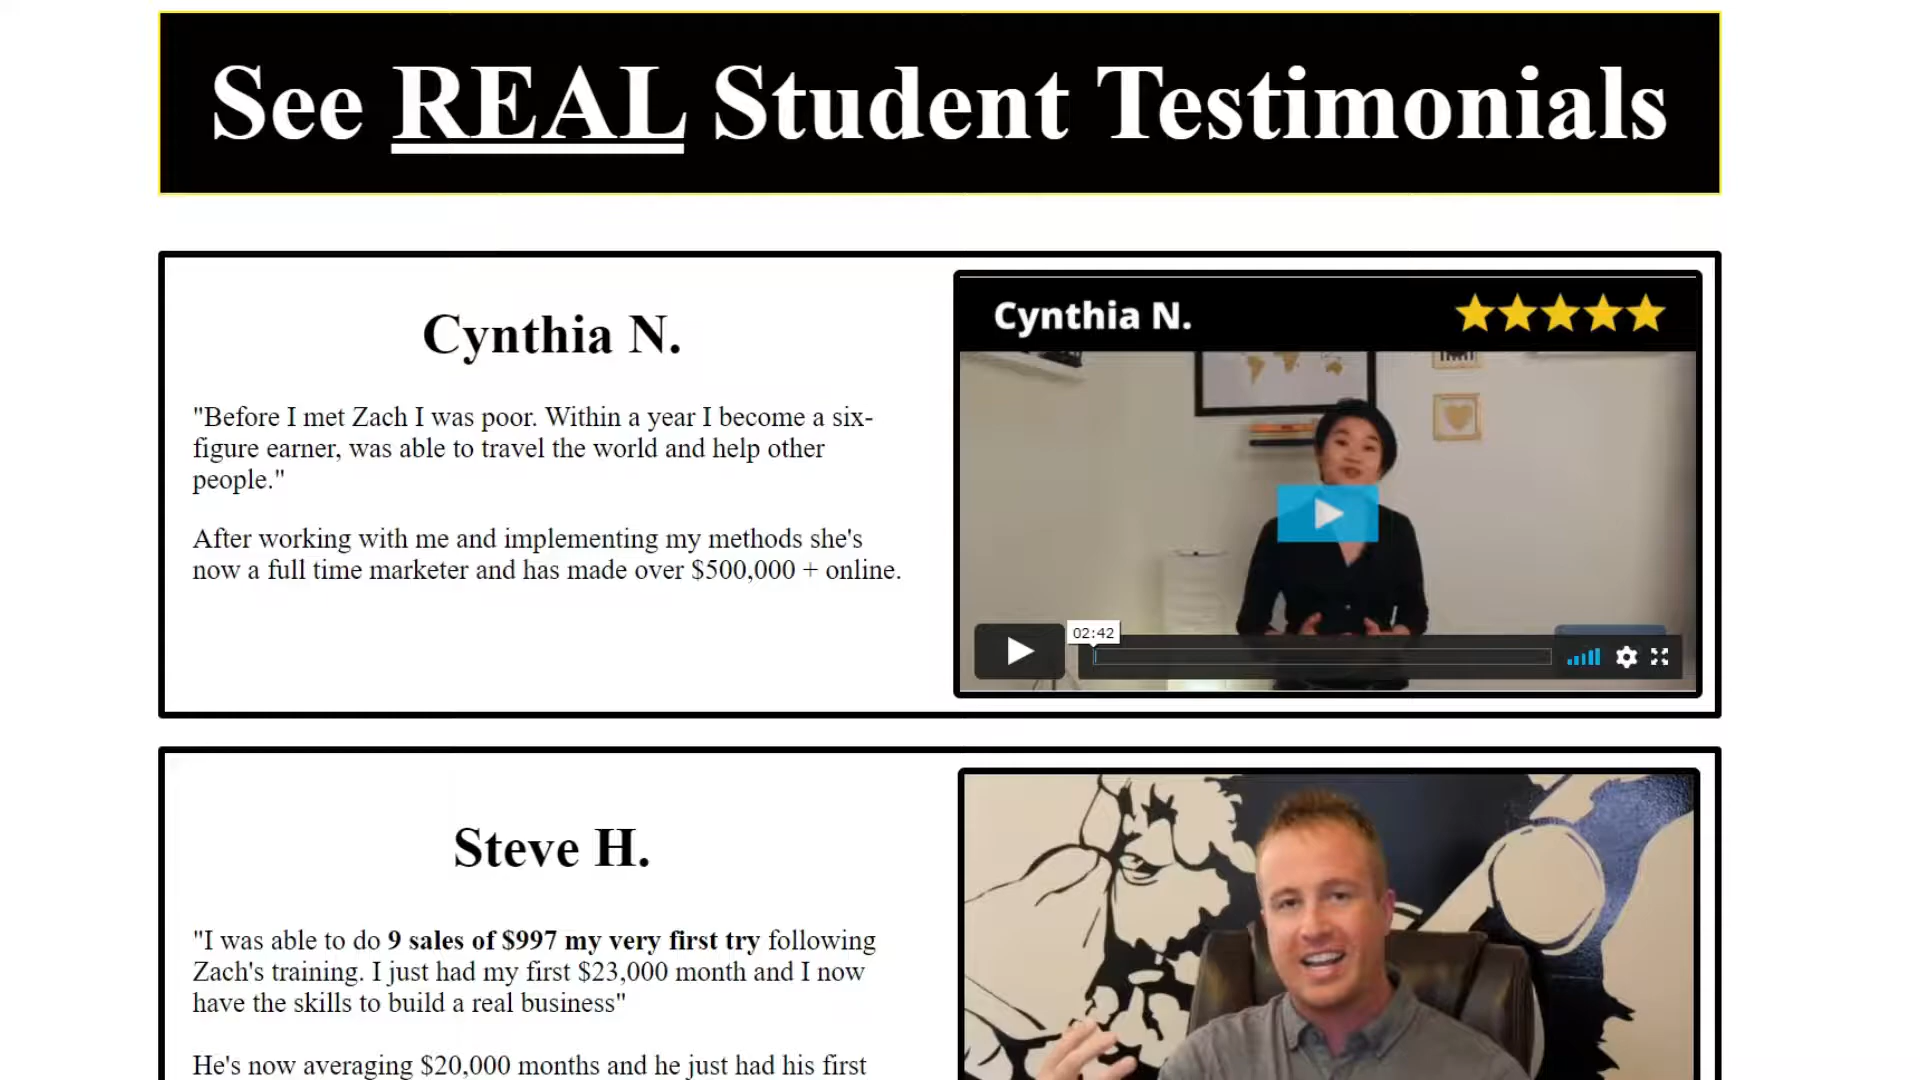 See REAL Student Testimonials
Cynthia N.
"Before I met Zach I was poor. Within a year I become a six-
figure earner, was able to travel the world and help other
people."
After working with me and implementing my methods she's
now a full time marketer and has made over $500,000 + online.
Cynthia N.
02:42
Steve H.
"I was able to do 9 sales of $997 my very first try following
Zach's training. I just had my first $23,000 month and I now
have the skills to build a real business"
He's now averaging $20,000 months and he just had his first